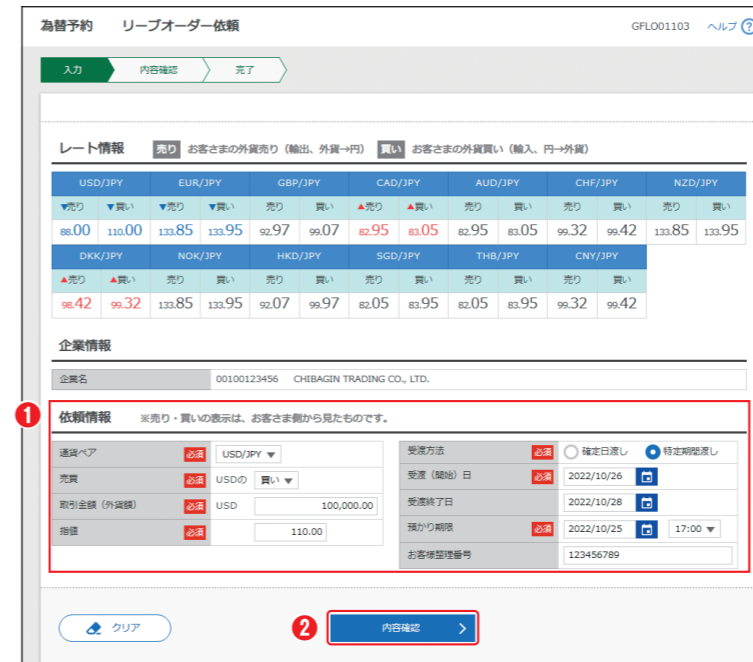 為替予約 リーブオーダー依頼 GFLO01103 ヘルプ ?
入力 内容確認 完了
レート情報 売り お客さまの外貨売り（輸出、外貨→円） 買い お客さまの外貨買い（輸入、円→外貨）
USD/JPY EUR/JPY GBP/JPY CAD/JPY AUD/JPY CHF/JPY NZD/JPY
▼売り ▼買い ▼売り ▼買い 売り 買い ▲売り ▲買い 売り 買い 売り 買い 売り 買い
88.00 110.00 133.85 133.95 92.97 99.07 82.95 83.05 82.95 83.05 99.32 99.42 133.85 133.95
DKK/JPY NOK/JPY HKD/JPY SGD/JPY THB/JPY CNY/JPY
▲売り ▲買い 売り 買い 売り 買い 売り 買い 売り 買い 売り 買い
98.42 99.32 133.85 133.95 92.07 99.97 82.05 83.95 82.05 83.95 99.32 99.42
企業情報
企業名 00100123456 CHIBAGIN TRADING CO., LTD.
1 依頼情報 ※売り・買いの表示は、お客さま側から見たものです。
通貨ペア 必須 USD/JPY ▼
売買 必須 USDの 買い ▼
取引金額（外貨額） 必須 USD 100,000.00
指値 必須 110.00
受渡方法 必須 確定日渡し 特定期間渡し
受渡（開始）日 必須 2022/10/26
受渡終了日 2022/10/28
預かり期限 必須 2022/10/25 17:00 ▼
お客様整理番号 123456789
クリア 2 内容確認